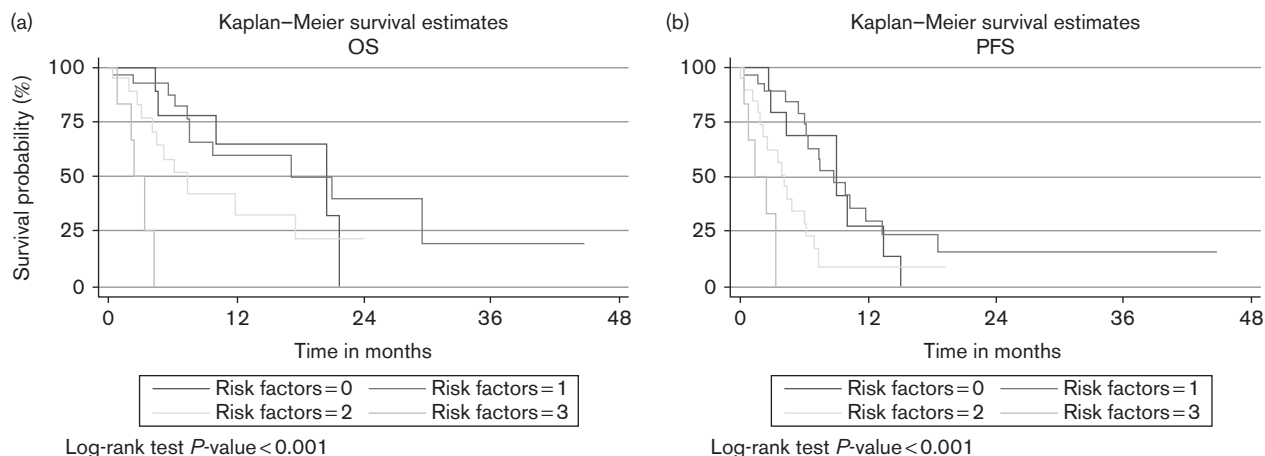 (a)
Kaplan–Meier survival estimates
OS
Survival probability (%)
100
75
50
25
0
0 12 24 36 48
Time in months
Risk factors=0 Risk factors=1
Risk factors=2 Risk factors=3
Log-rank test P-value<0.001
(b)
Kaplan–Meier survival estimates
PFS
100
75
50
25
0
0 12 24 36 48
Time in months
Risk factors=0 Risk factors=1
Risk factors=2 Risk factors=3
Log-rank test P-value<0.001